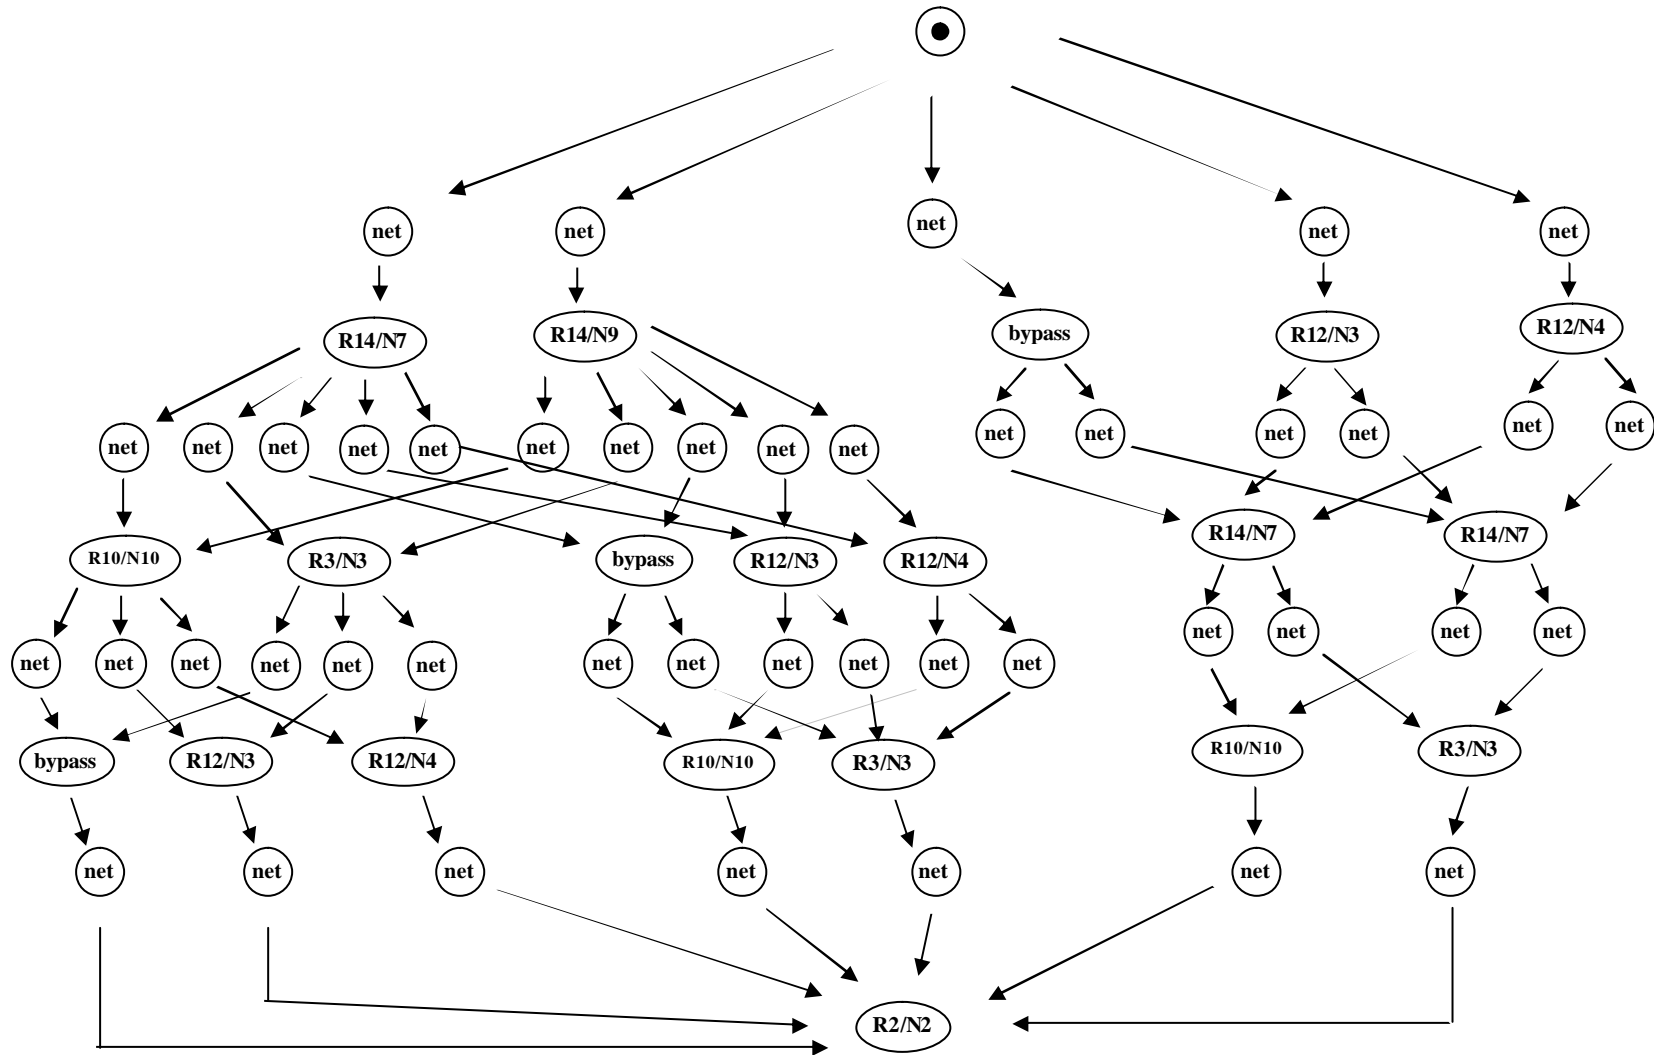 net net net net net
R14/N7 R14/N9 bypass R12/N3 R12/N4
net net net net net net net net net net net net net net net net
R10/N10 R3/N3 bypass R12/N3 R12/N4 R14/N7 R14/N7
net net net net net net net net net net net net net net net net
bypass R12/N3 R12/N4 R10/N10 R3/N3 R10/N10 R3/N3
net net net net net net net
R2/N2